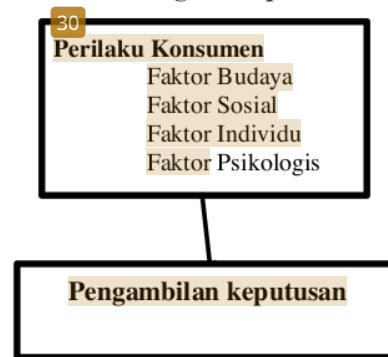 30
Perilaku Konsumen
Faktor Budaya
Faktor Sosial
Faktor Individu
Faktor Psikologis
Pengambilan keputusan